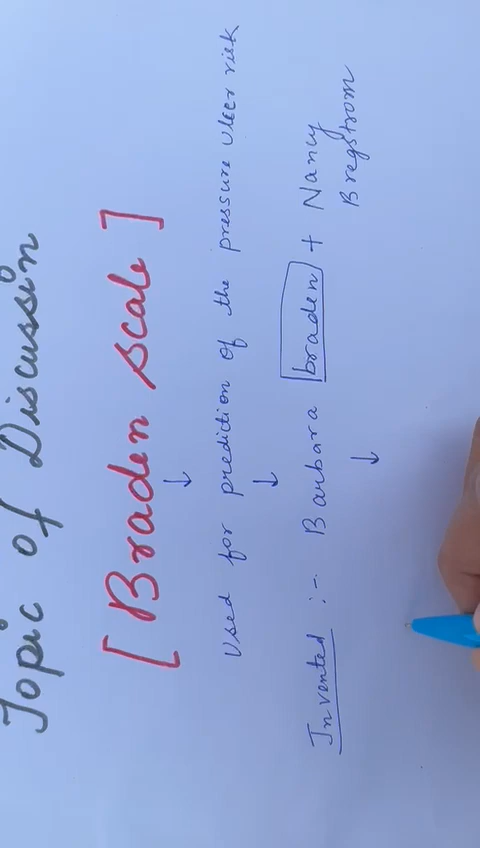 Topic of Discussion
[Braden scale]
↓
Used for prediction of the pressure ulcer risk
↓
Invented :- Barbara braden + Nancy
Bregstrom
↓